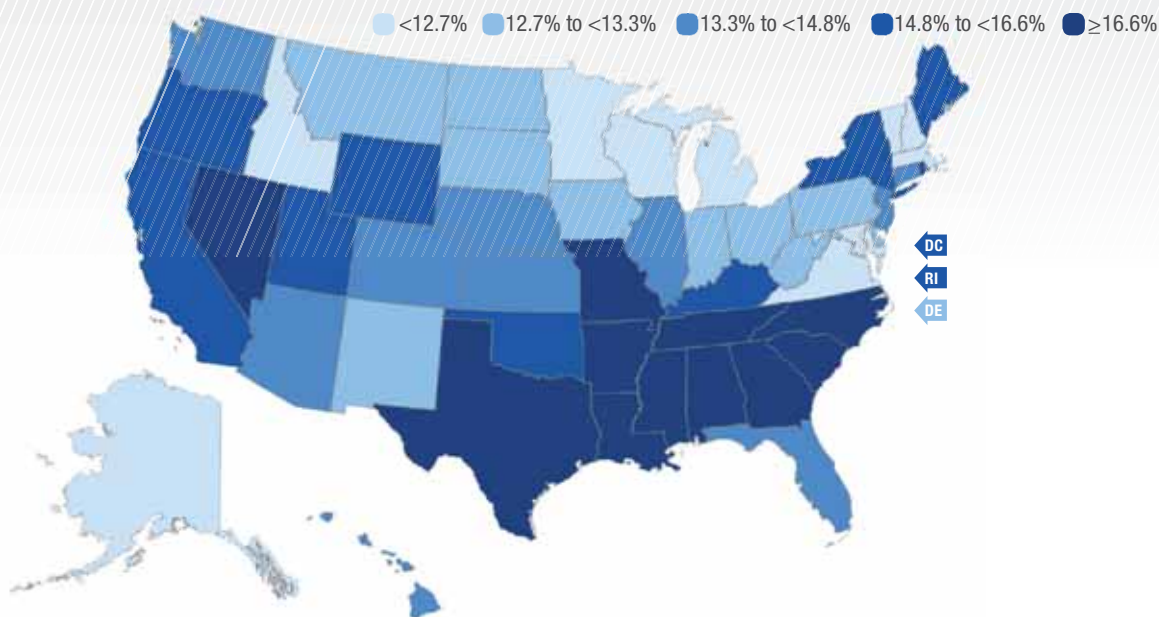 <12.7% 12.7% to <13.3% 13.3% to <14.8% 14.8% to <16.6% ≥16.6%
DC
RI
DE